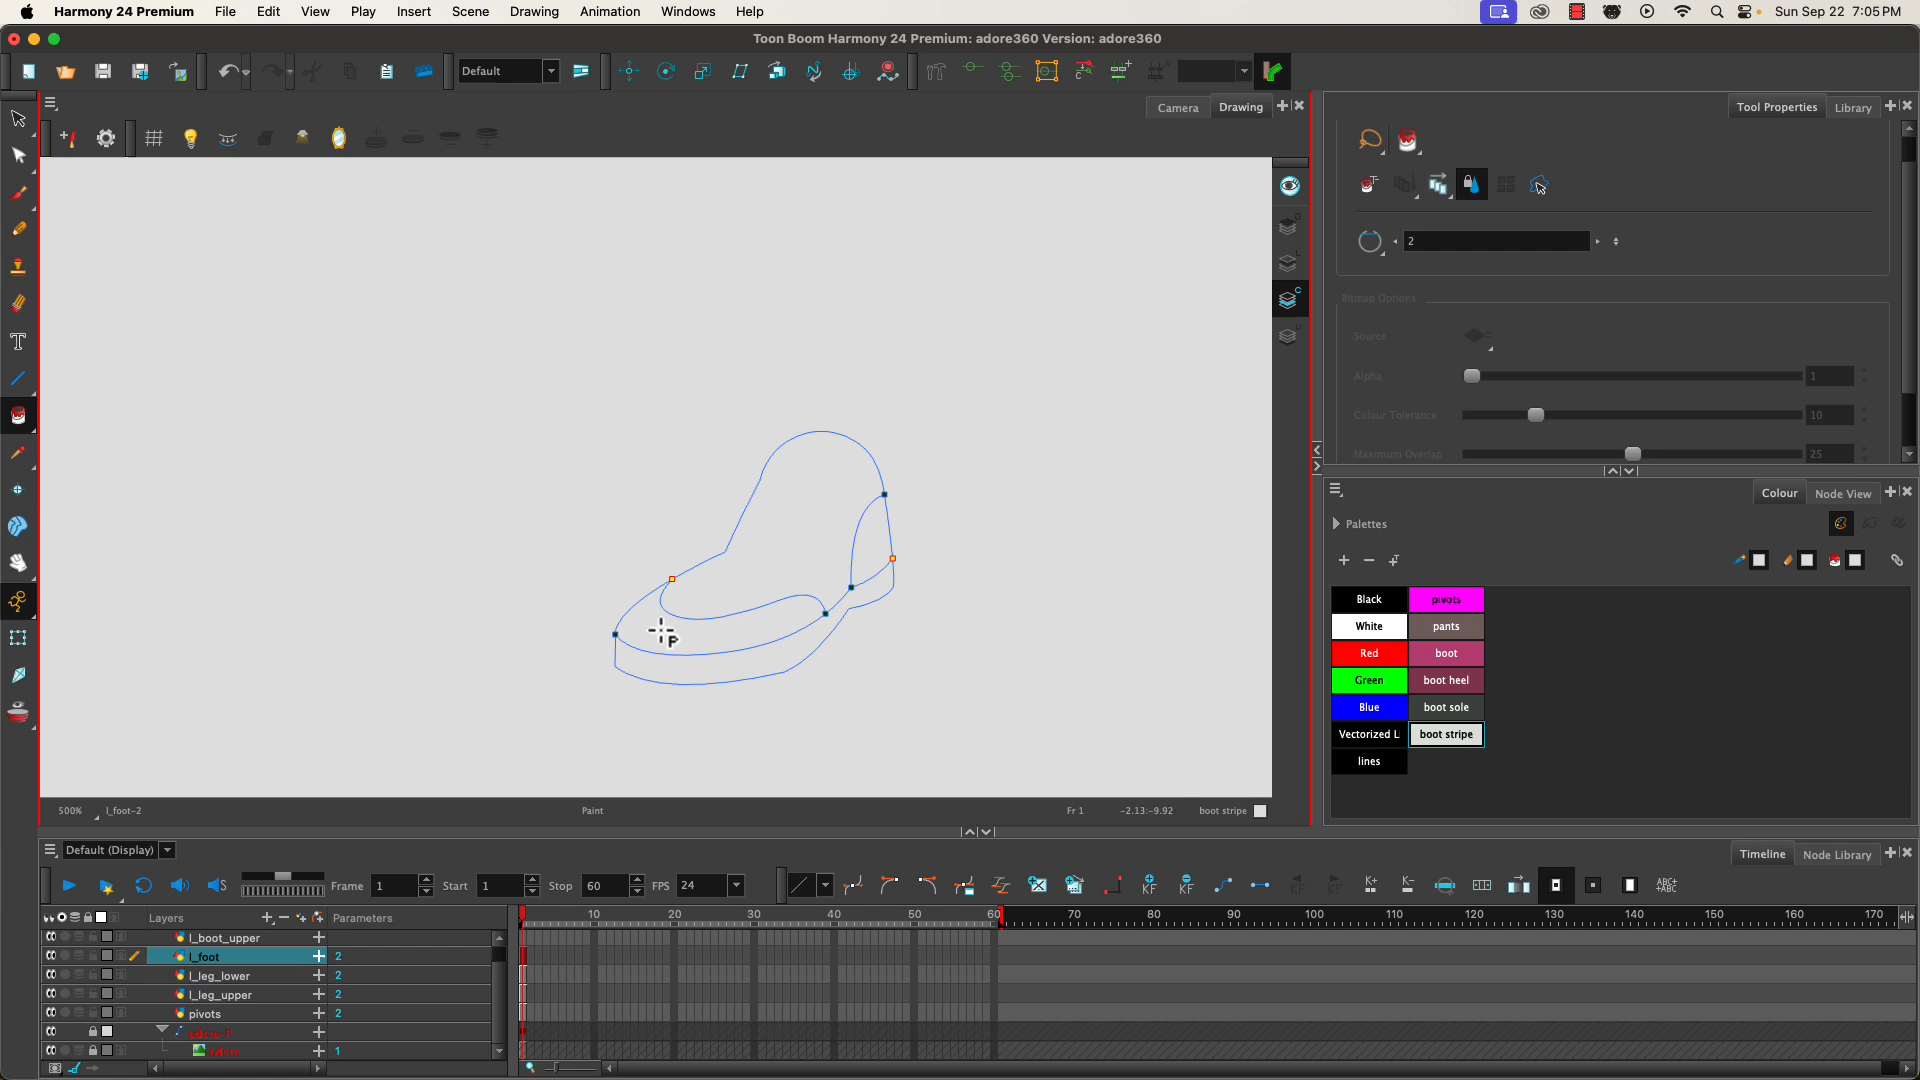 Harmony 24 Premium File Edit View Play Insert Scene Drawing Animation Windows Help Sun Sep 22 7:05 PM
Toon Boom Harmony 24 Premium: adore360 Version: adore360
Default
Camera Drawing
Tool Properties Library
2
Bitmap Options
Source
Alpha 1
Colour Tolerance 10
Maximum Overlap 25
Colour Node View
Palettes
Black pivots
White pants
Red boot
Green boot heel
Blue boot sole
Vectorized L boot stripe
lines
500% l_foot-2 Paint Fr 1 -2.13:-9.92 boot stripe
Default (Display)
Timeline Node Library
Frame 1 Start 1 Stop 60 FPS 24
KF KF KF KF
ABC+
+ABC
Layers Parameters
10 20 30 40 50 60 70 80 90 100 110 120 130 140 150 160 170
l_boot_upper
l_foot 2
l_leg_lower 2
l_leg_upper 2
pivots 2
1